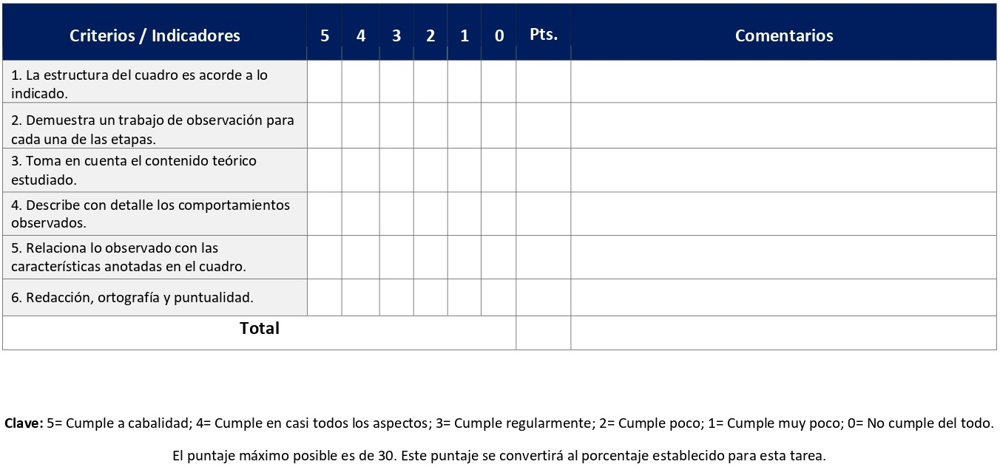 Criterios / Indicadores 5 4 3 2 1 0 Pts. Comentarios
1. La estructura del cuadro es acorde a lo
indicado.
2. Demuestra un trabajo de observación para
cada una de las etapas.
3. Toma en cuenta el contenido teórico
estudiado.
4. Describe con detalle los comportamientos
observados.
5. Relaciona lo observado con las
características anotadas en el cuadro.
6. Redacción, ortografía y puntualidad.
Total
Clave: 5= Cumple a cabalidad; 4= Cumple en casi todos los aspectos; 3= Cumple regularmente; 2= Cumple poco; 1= Cumple muy poco; 0= No cumple del todo.
El puntaje máximo posible es de 30. Este puntaje se convertirá al porcentaje establecido para esta tarea.